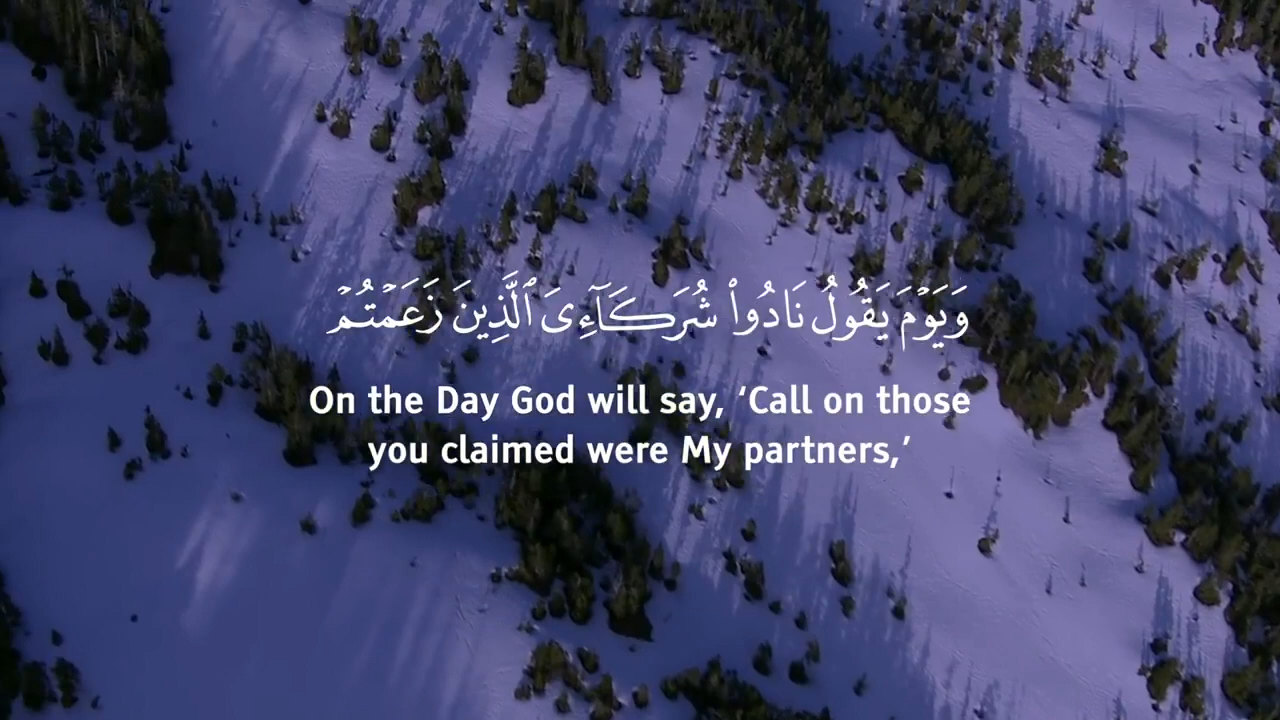 وَيَوْمَ يَقُولُ نَادُوا۟ شُرَكَآءِىَ ٱلَّذِينَ زَعَمْتُمْ
On the Day God will say, ‘Call on those
you claimed were My partners,’